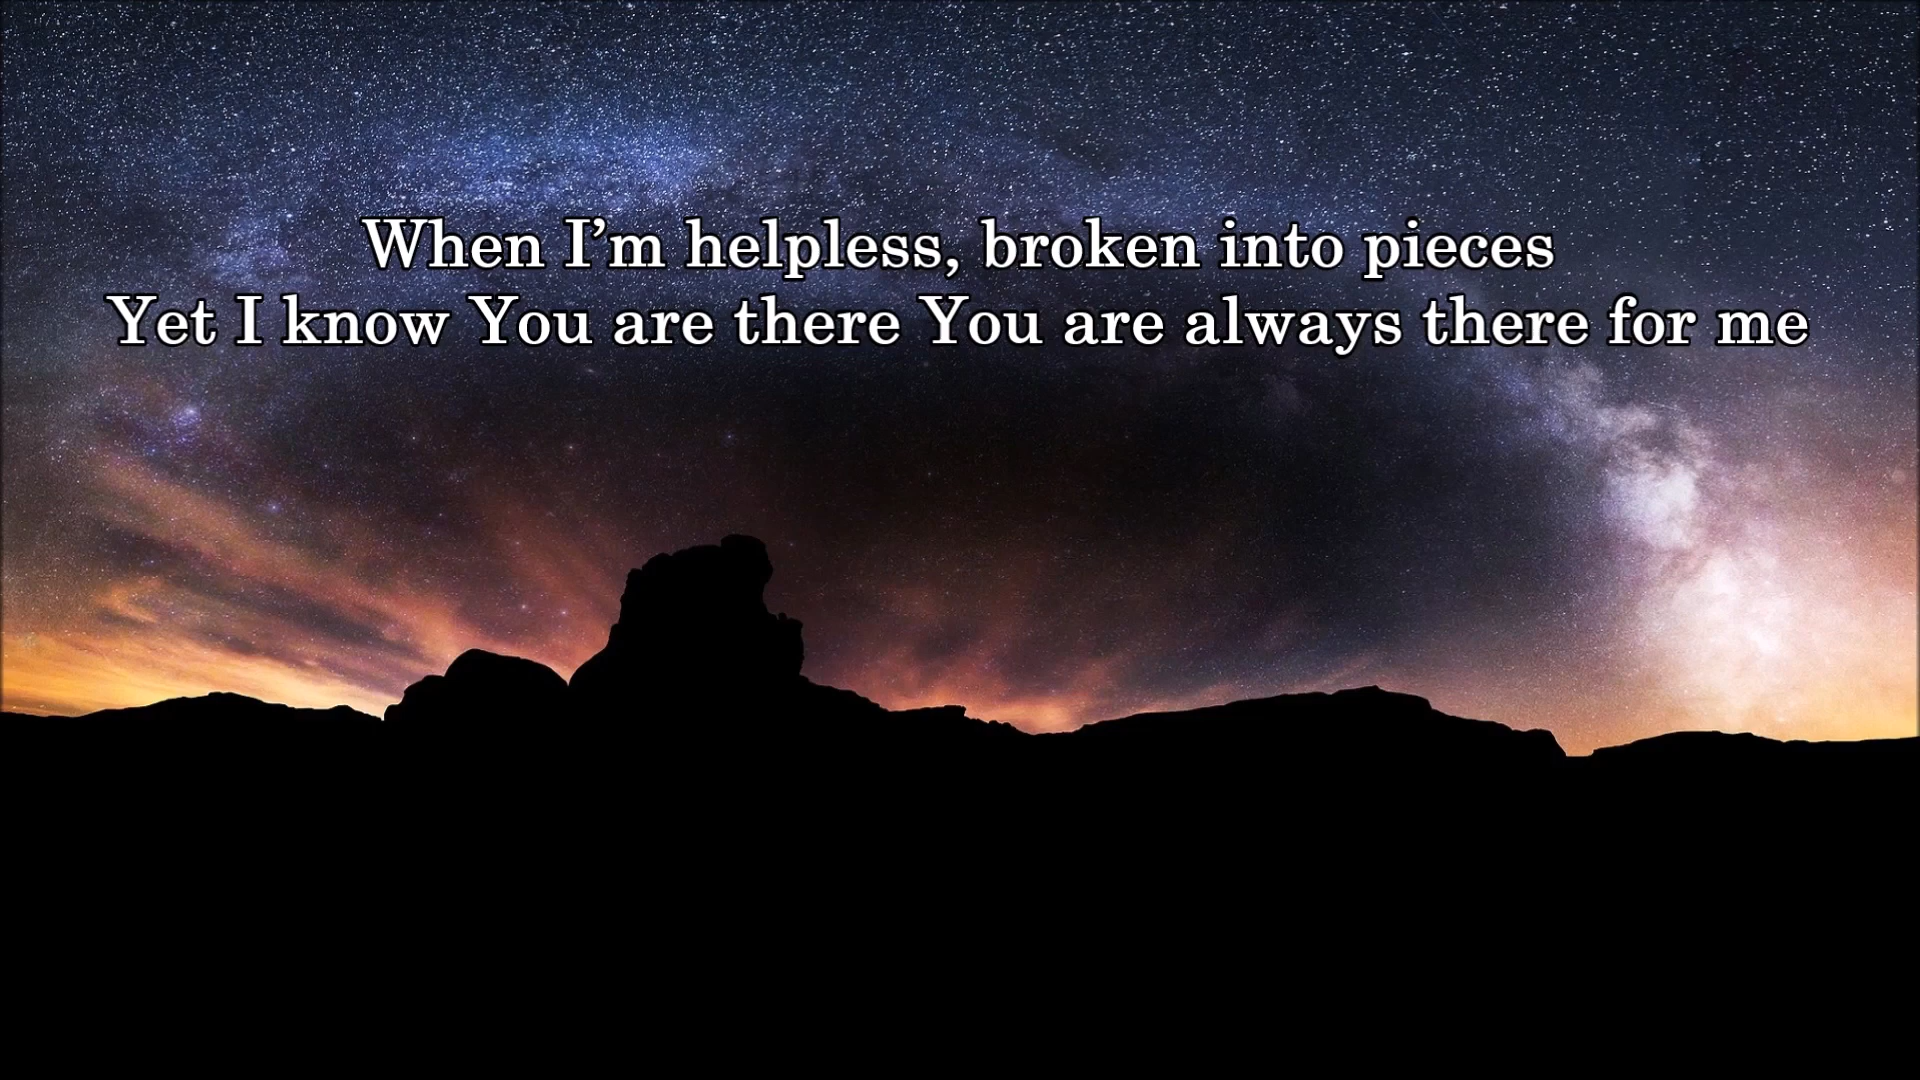 When I’m helpless, broken into pieces
Yet I know You are there You are always there for me